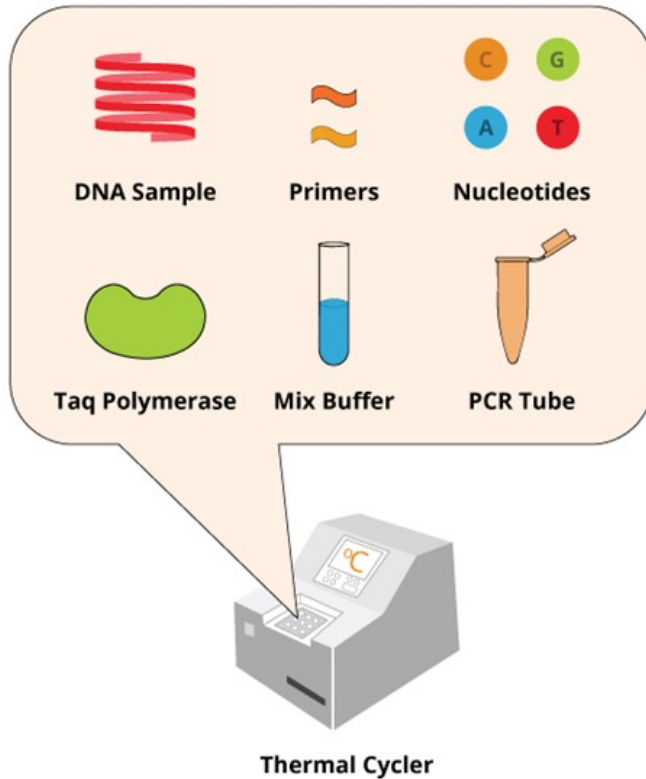 C G
A T
DNA Sample Primers Nucleotides
Taq Polymerase Mix Buffer PCR Tube
°C
Thermal Cycler